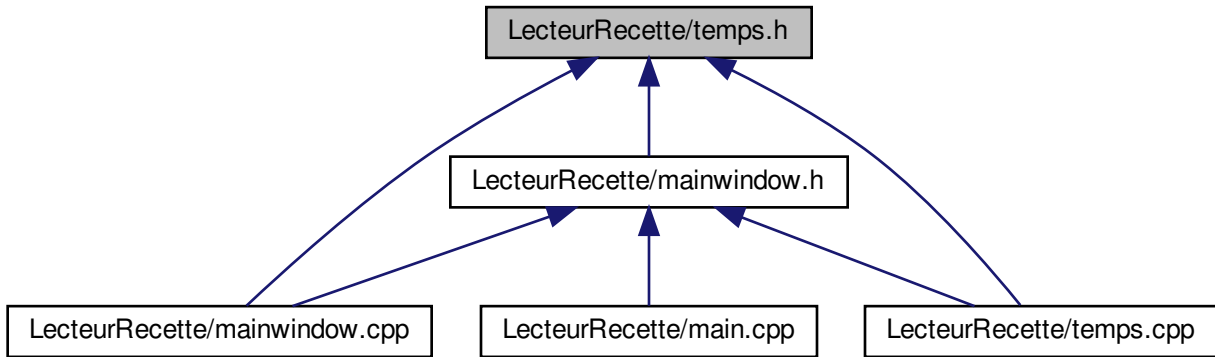 LecteurRecette/temps.h
LecteurRecette/mainwindow.h
LecteurRecette/mainwindow.cpp
LecteurRecette/main.cpp
LecteurRecette/temps.cpp